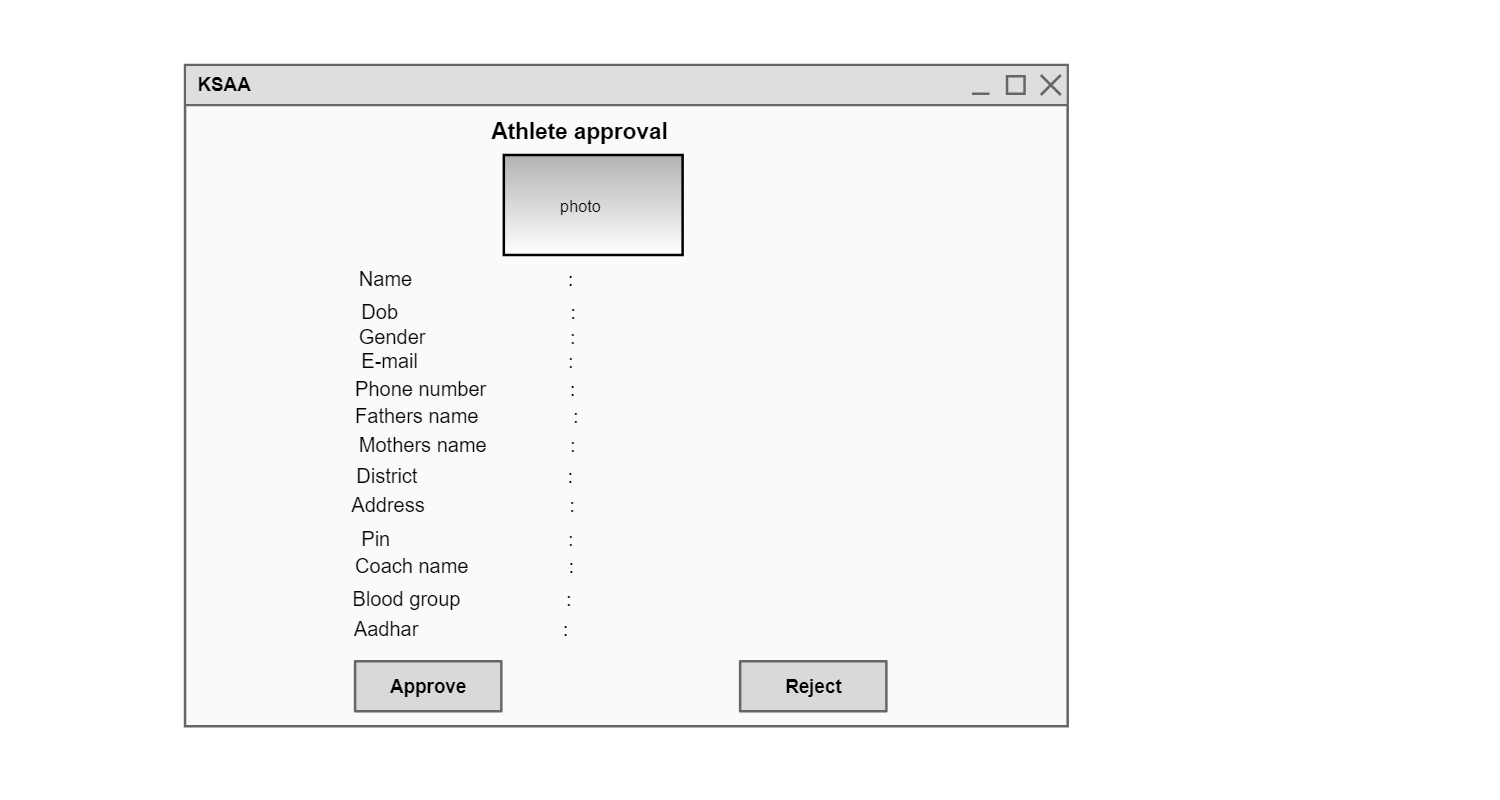 KSAA
Athlete approval
photo
Name :
Dob :
Gender :
E-mail :
Phone number :
Fathers name :
Mothers name :
District :
Address :
Pin :
Coach name :
Blood group :
Aadhar :
Approve Reject